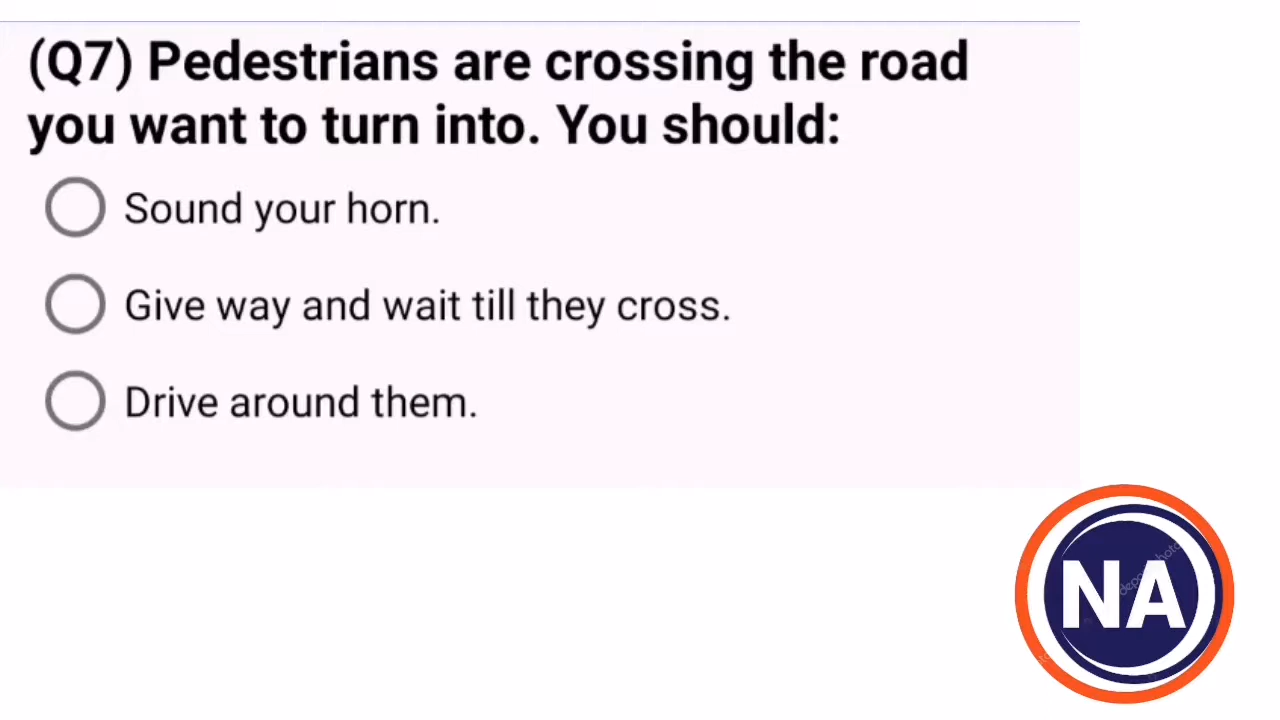 (Q7) Pedestrians are crossing the road
you want to turn into. You should:
Sound your horn.
Give way and wait till they cross.
Drive around them.
NA